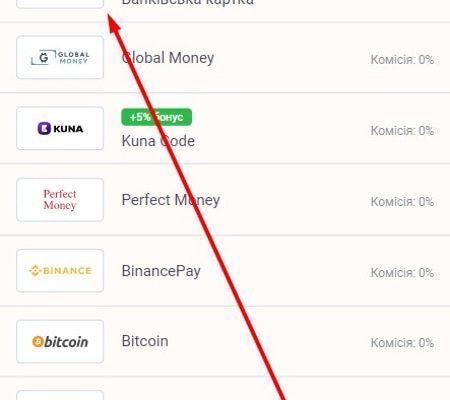 Банківська картка
GLOBAL
MONEY
Global Money
Комісія: 0%
KUNA
+5% бонус
Kuna Code
Комісія: 0%
Perfect
Money
Perfect Money
Комісія: 0%
BINANCE
BinancePay
Комісія: 0%
bitcoin
Bitcoin
Комісія: 0%